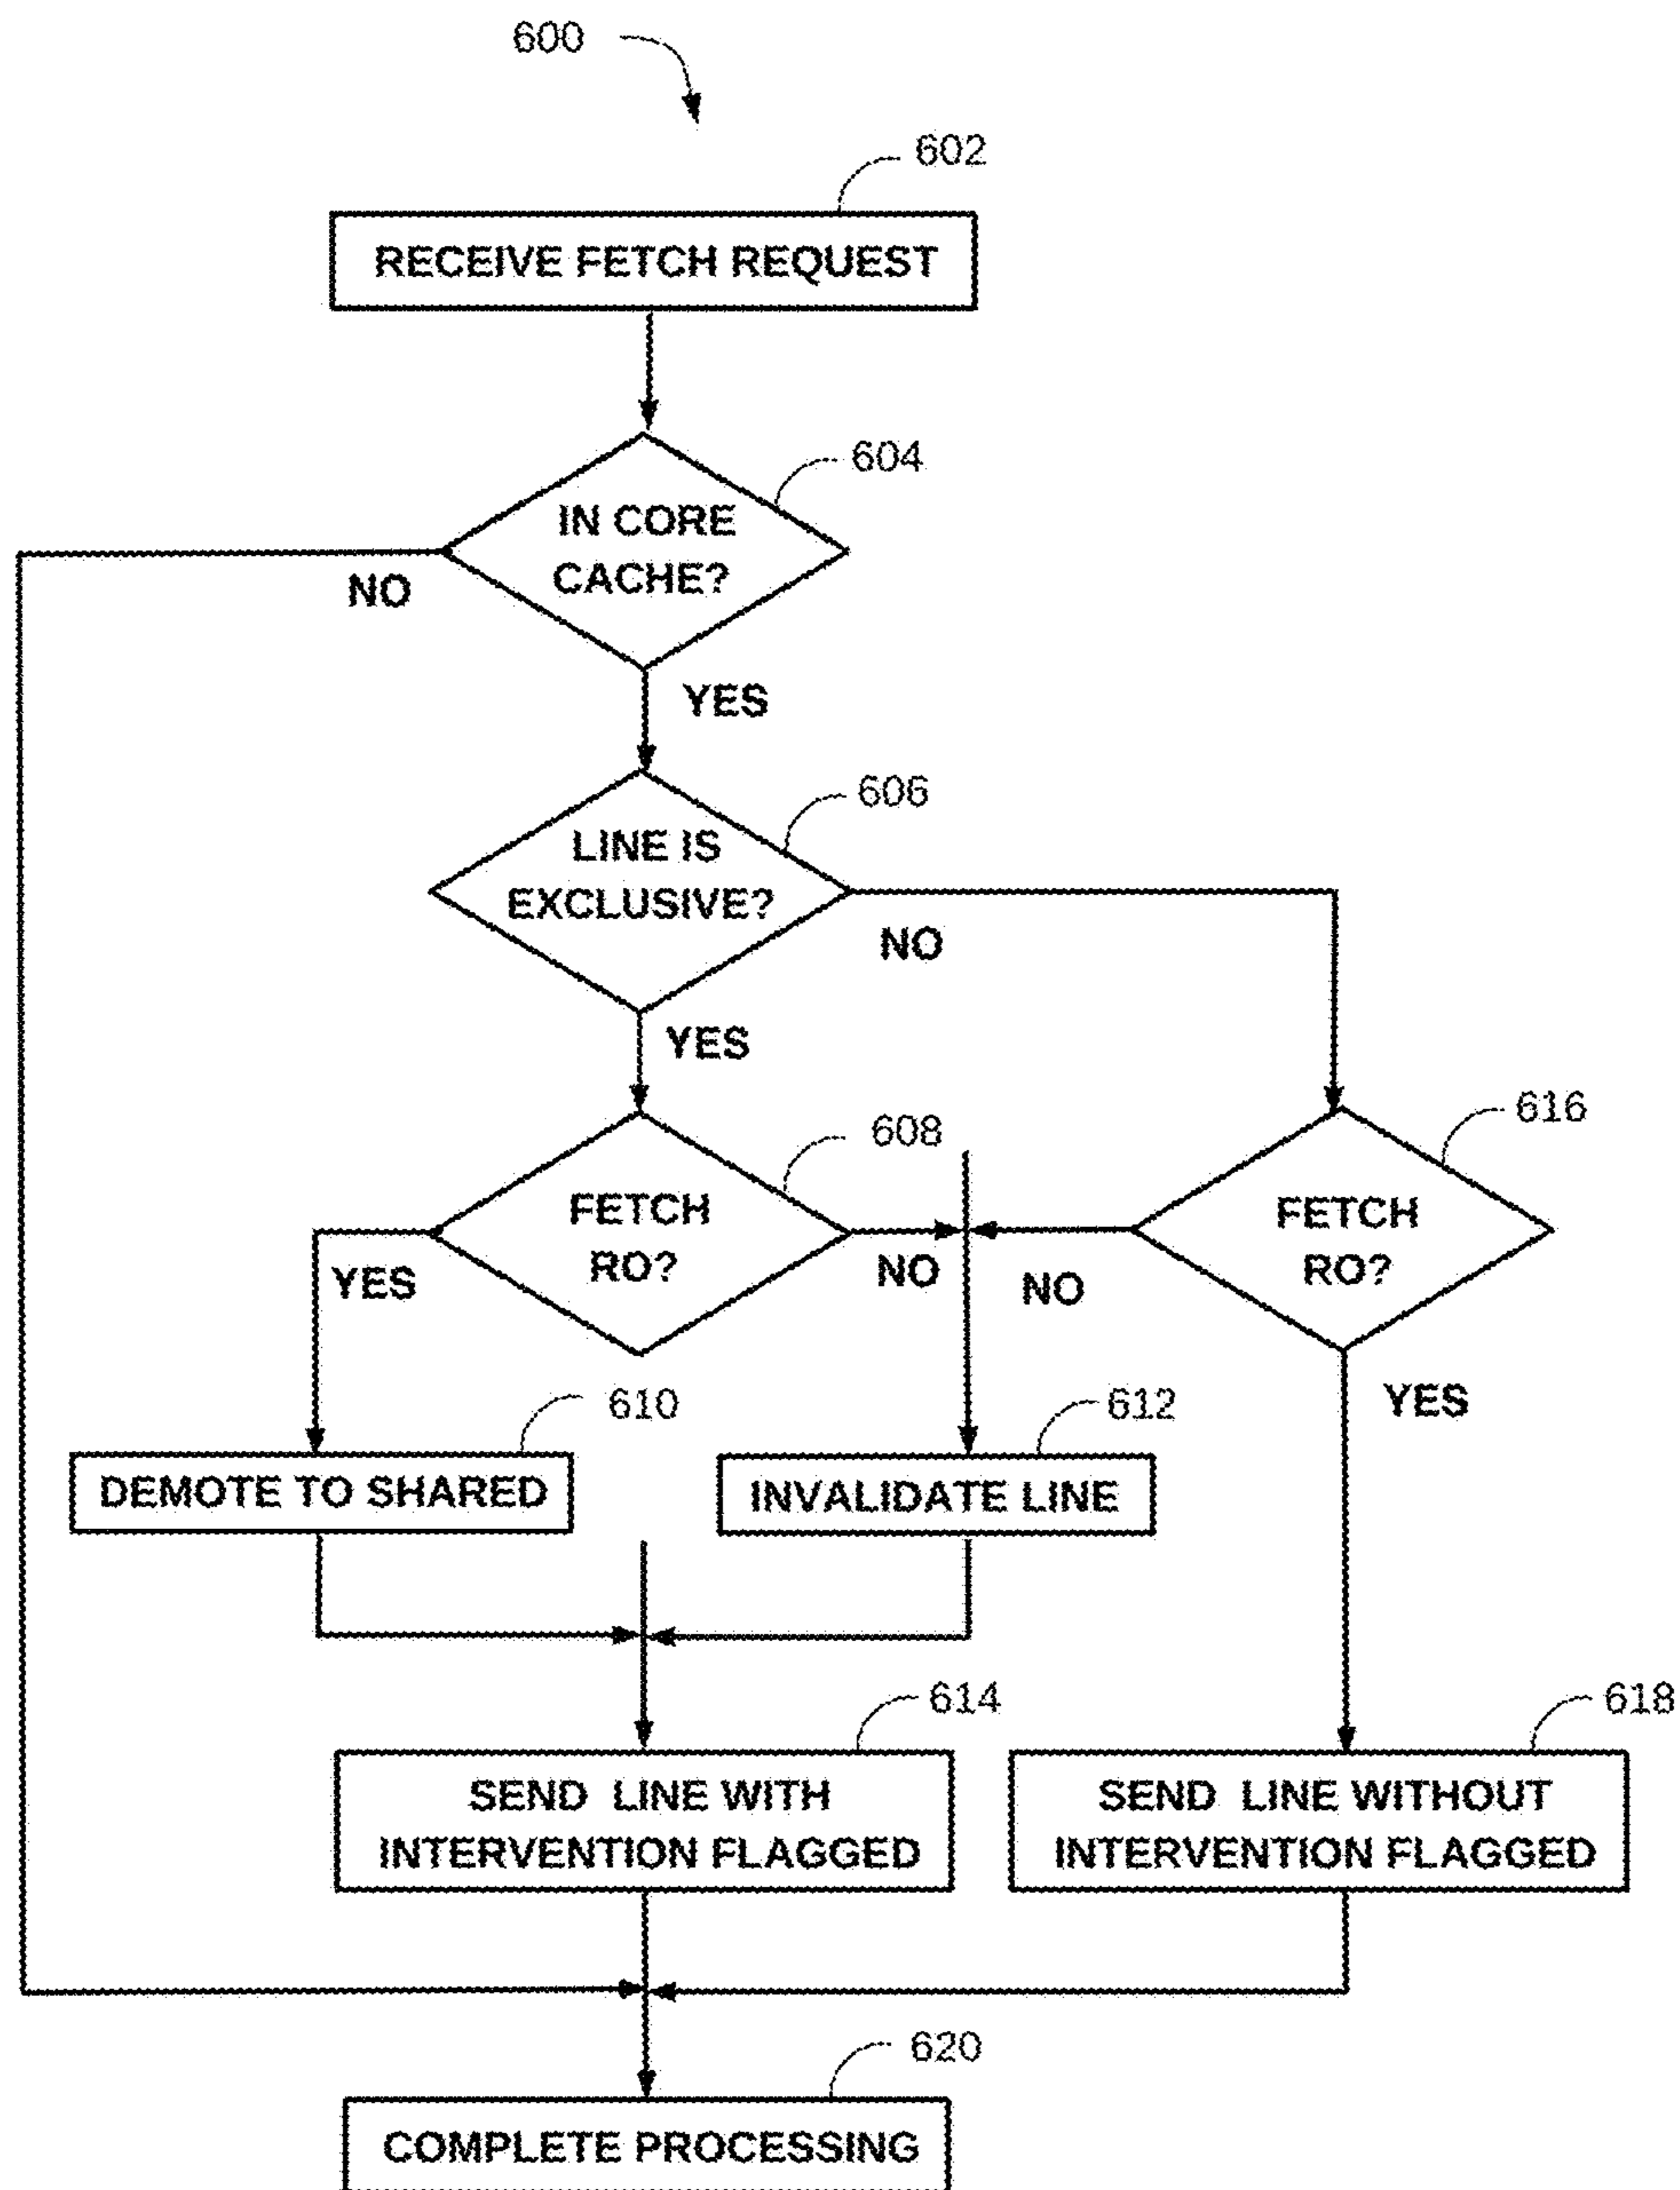 600
602
RECEIVE FETCH REQUEST
604
IN CORE
CACHE?
NO
YES
606
LINE IS
EXCLUSIVE?
NO
YES
608
616
FETCH
RO?
FETCH
RO?
YES
NO
NO
YES
610
612
DEMOTE TO SHARED
INVALIDATE LINE
614
618
SEND LINE WITH
INTERVENTION FLAGGED
SEND LINE WITHOUT
INTERVENTION FLAGGED
620
COMPLETE PROCESSING